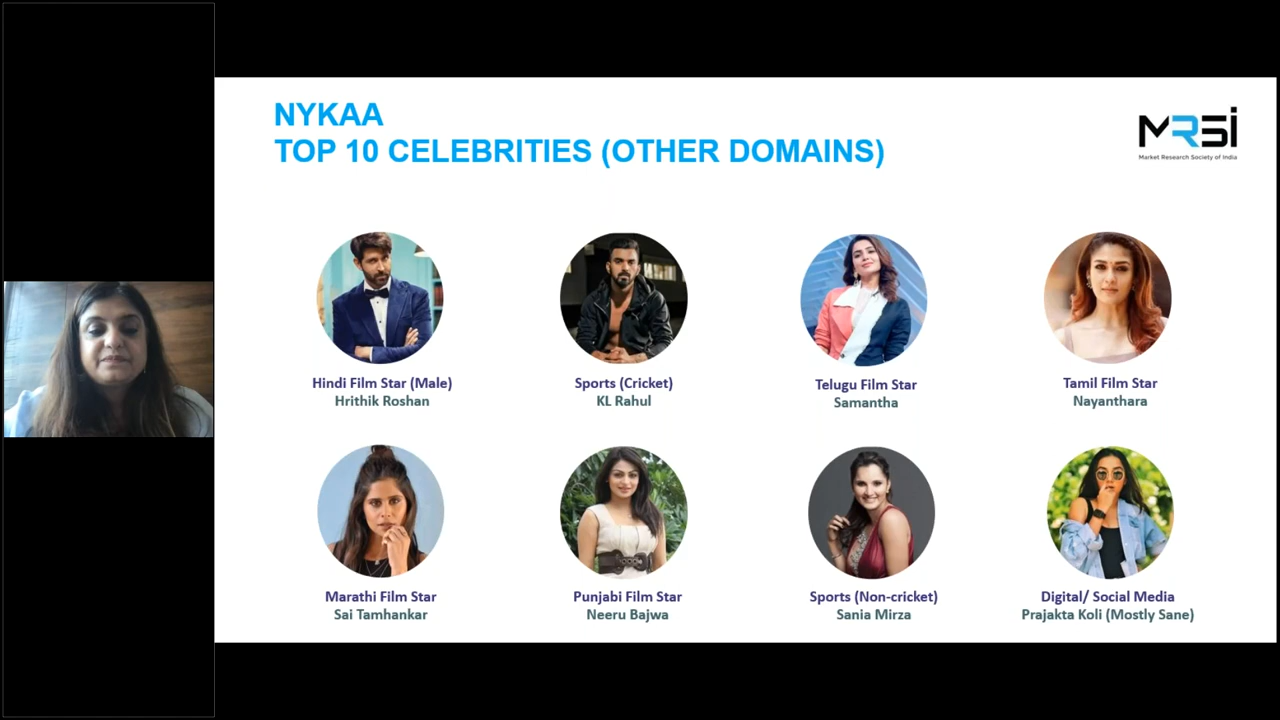 NYKAA
TOP 10 CELEBRITIES (OTHER DOMAINS)
MRSI
Market Research Society of India
Hindi Film Star (Male)
Hrithik Roshan
Sports (Cricket)
KL Rahul
Telugu Film Star
Samantha
Tamil Film Star
Nayanthara
Marathi Film Star
Sai Tamhankar
Punjabi Film Star
Neeru Bajwa
Sports (Non-cricket)
Sania Mirza
Digital/ Social Media
Prajakta Koli (Mostly Sane)